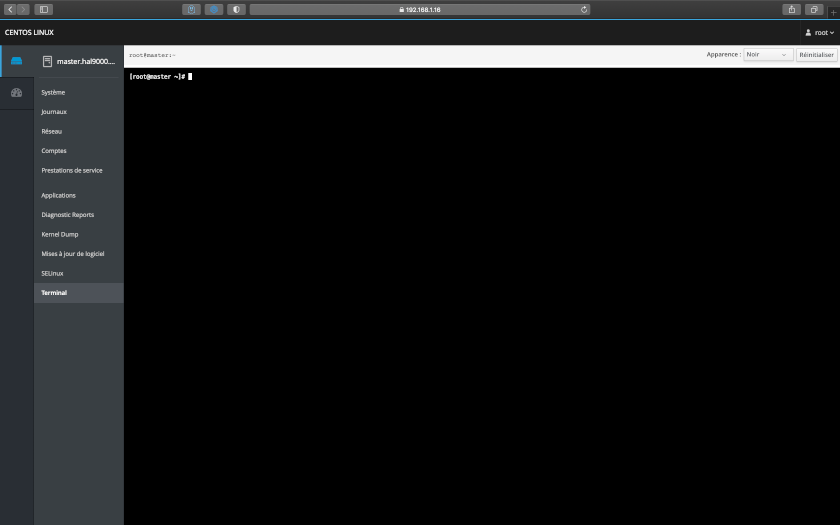 192.168.1.16
CENTOS LINUX
root
master.hal9000....
root@master:~
Apparence :
Noir
Réinitialiser
[root@master ~]#
Système
Journaux
Réseau
Comptes
Prestations de service
Applications
Diagnostic Reports
Kernel Dump
Mises à jour de logiciel
SELinux
Terminal